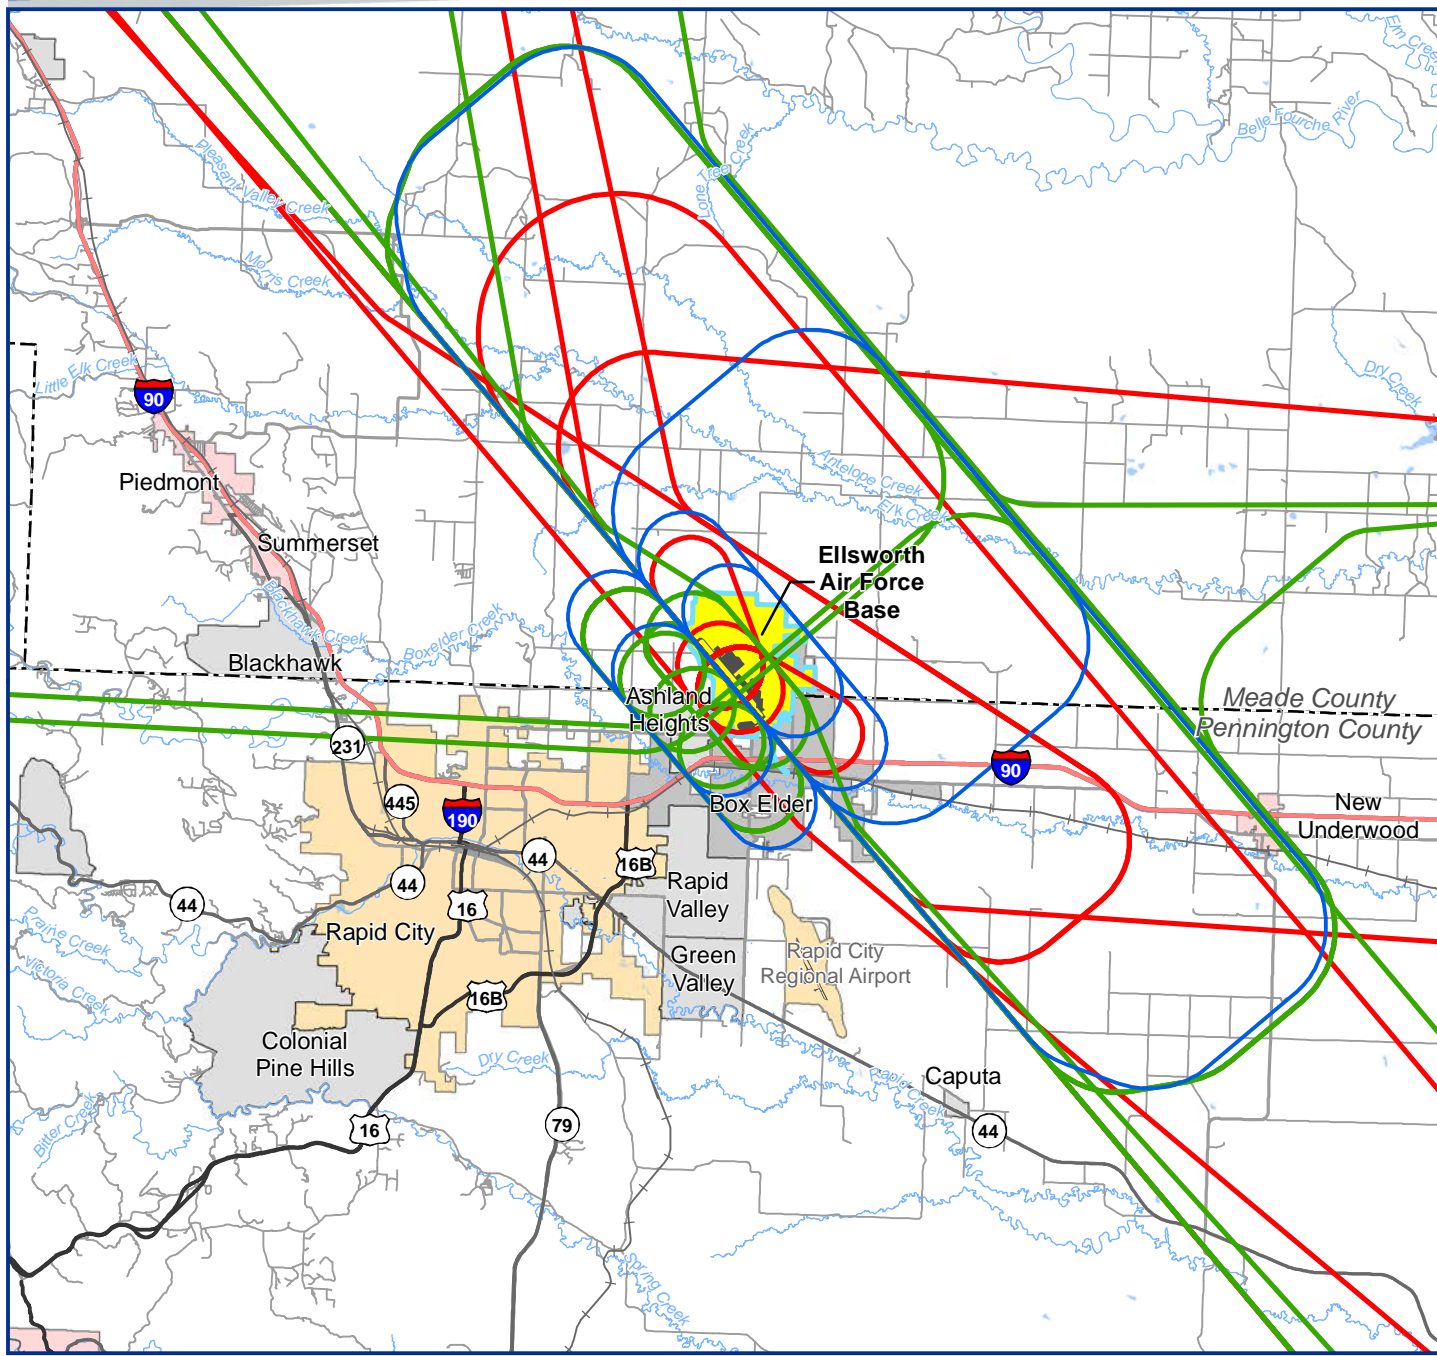 Elm Creek
Belle Fourche River
Lone Tree Creek
Pleasant Valley Creek
Morris Creek
Little Elk Creek
Dry Creek
90
Piedmont
Antelope Creek
Elk Creek
Summerset
Ellsworth
Air Force
Base
Blackhawk Creek
Boxelder Creek
Blackhawk
Ashland
Heights
Meade County
Pennington County
231
90
445
190
Box Elder
New
Underwood
44
16B
44
Rapid
Valley
44
16
Prairie Creek
Rapid City
Green
Valley
Rapid City
Regional Airport
Victoria Creek
16B
Colonial
Pine Hills
Dry Creek
Rapid Creek
Caputa
Bitter Creek
16
79
44
Spring Creek